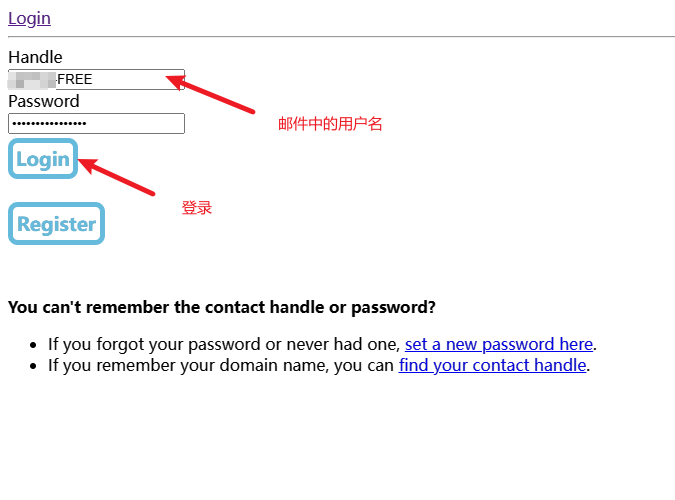 Login
Handle
-FREE
邮件中的用户名
Password
••••••••••••••••
Login
登录
Register
You can't remember the contact handle or password?
• If you forgot your password or never had one, set a new password here.
• If you remember your domain name, you can find your contact handle.